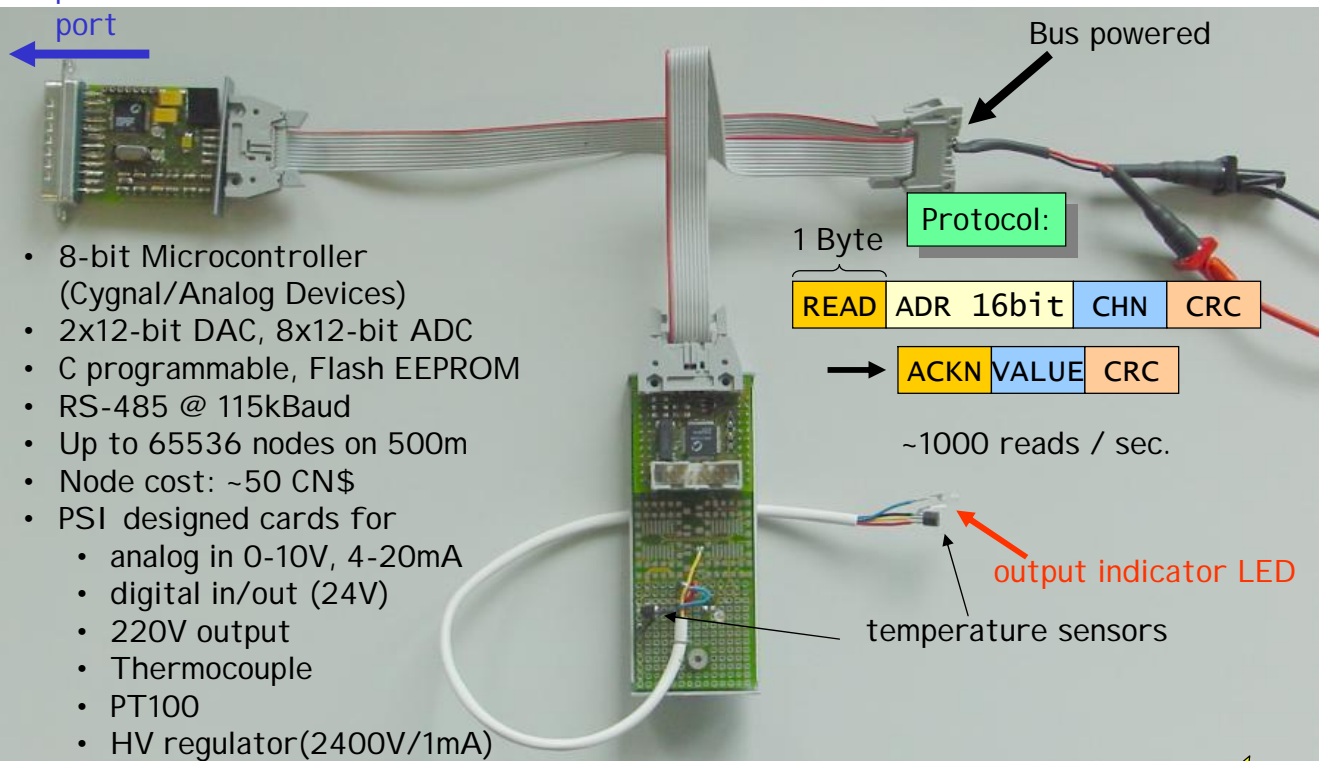 port
Bus powered
Protocol:
1 Byte
READ ADR 16bit CHN CRC
ACKN VALUE CRC
~1000 reads / sec.
• 8-bit Microcontroller
(Cygnal/Analog Devices)
• 2x12-bit DAC, 8x12-bit ADC
• C programmable, Flash EEPROM
• RS-485 @ 115kBaud
• Up to 65536 nodes on 500m
• Node cost: ~50 CN$
• PSI designed cards for
• analog in 0-10V, 4-20mA
• digital in/out (24V)
• 220V output
• Thermocouple
• PT100
• HV regulator(2400V/1mA)
output indicator LED
temperature sensors